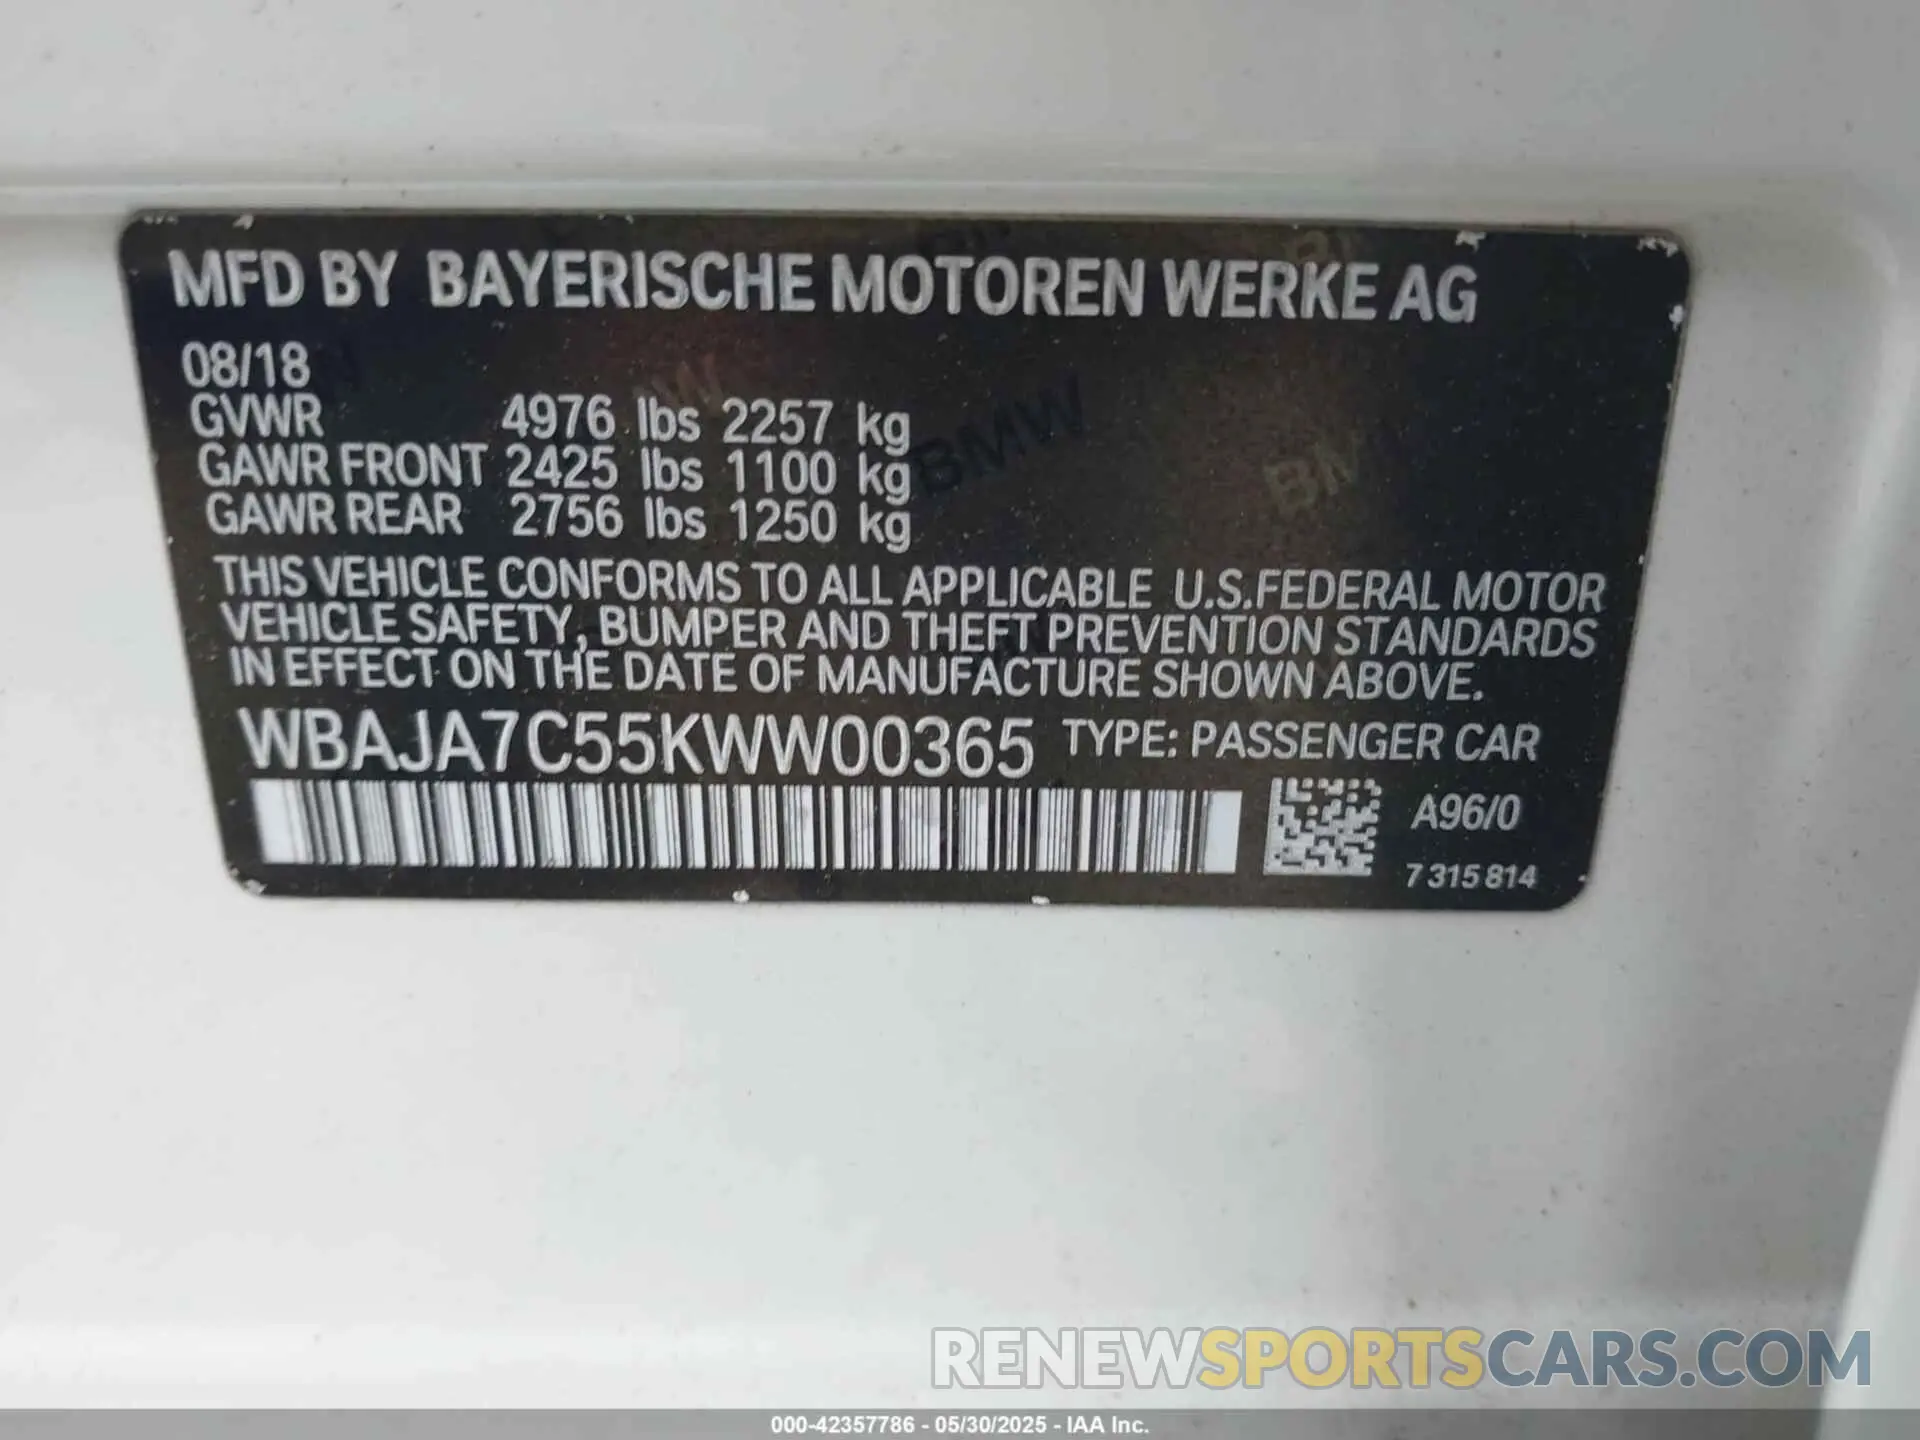 MFD BY BAYERISCHE MOTOREN WERKE AG
08/18
GVWR 4976 lbs 2257 kg
GAWR FRONT 2425 lbs 1100 kg
GAWR REAR 2756 lbs 1250 kg
THIS VEHICLE CONFORMS TO ALL APPLICABLE U.S.FEDERAL MOTOR
VEHICLE SAFETY, BUMPER AND THEFT PREVENTION STANDARDS
IN EFFECT ON THE DATE OF MANUFACTURE SHOWN ABOVE.
WBAJA7C55KWW00365 TYPE: PASSENGER CAR
A96/0
7 315 814
RENEWSPORTSCARS.COM
000-42357786 - 05/30/2025 - IAA Inc.